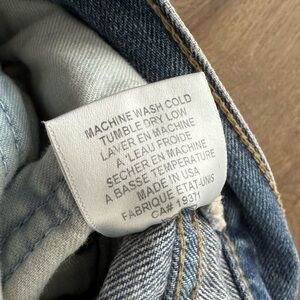 MACHINE WASH COLD
TUMBLE DRY LOW
LAVER EN MACHINE
A 'LEAU FROIDE
SECHER EN MACHINE
A BASSE TEMPERATURE
MADE IN USA
FABRIQUE ETAT-UNIS
CA# 19371